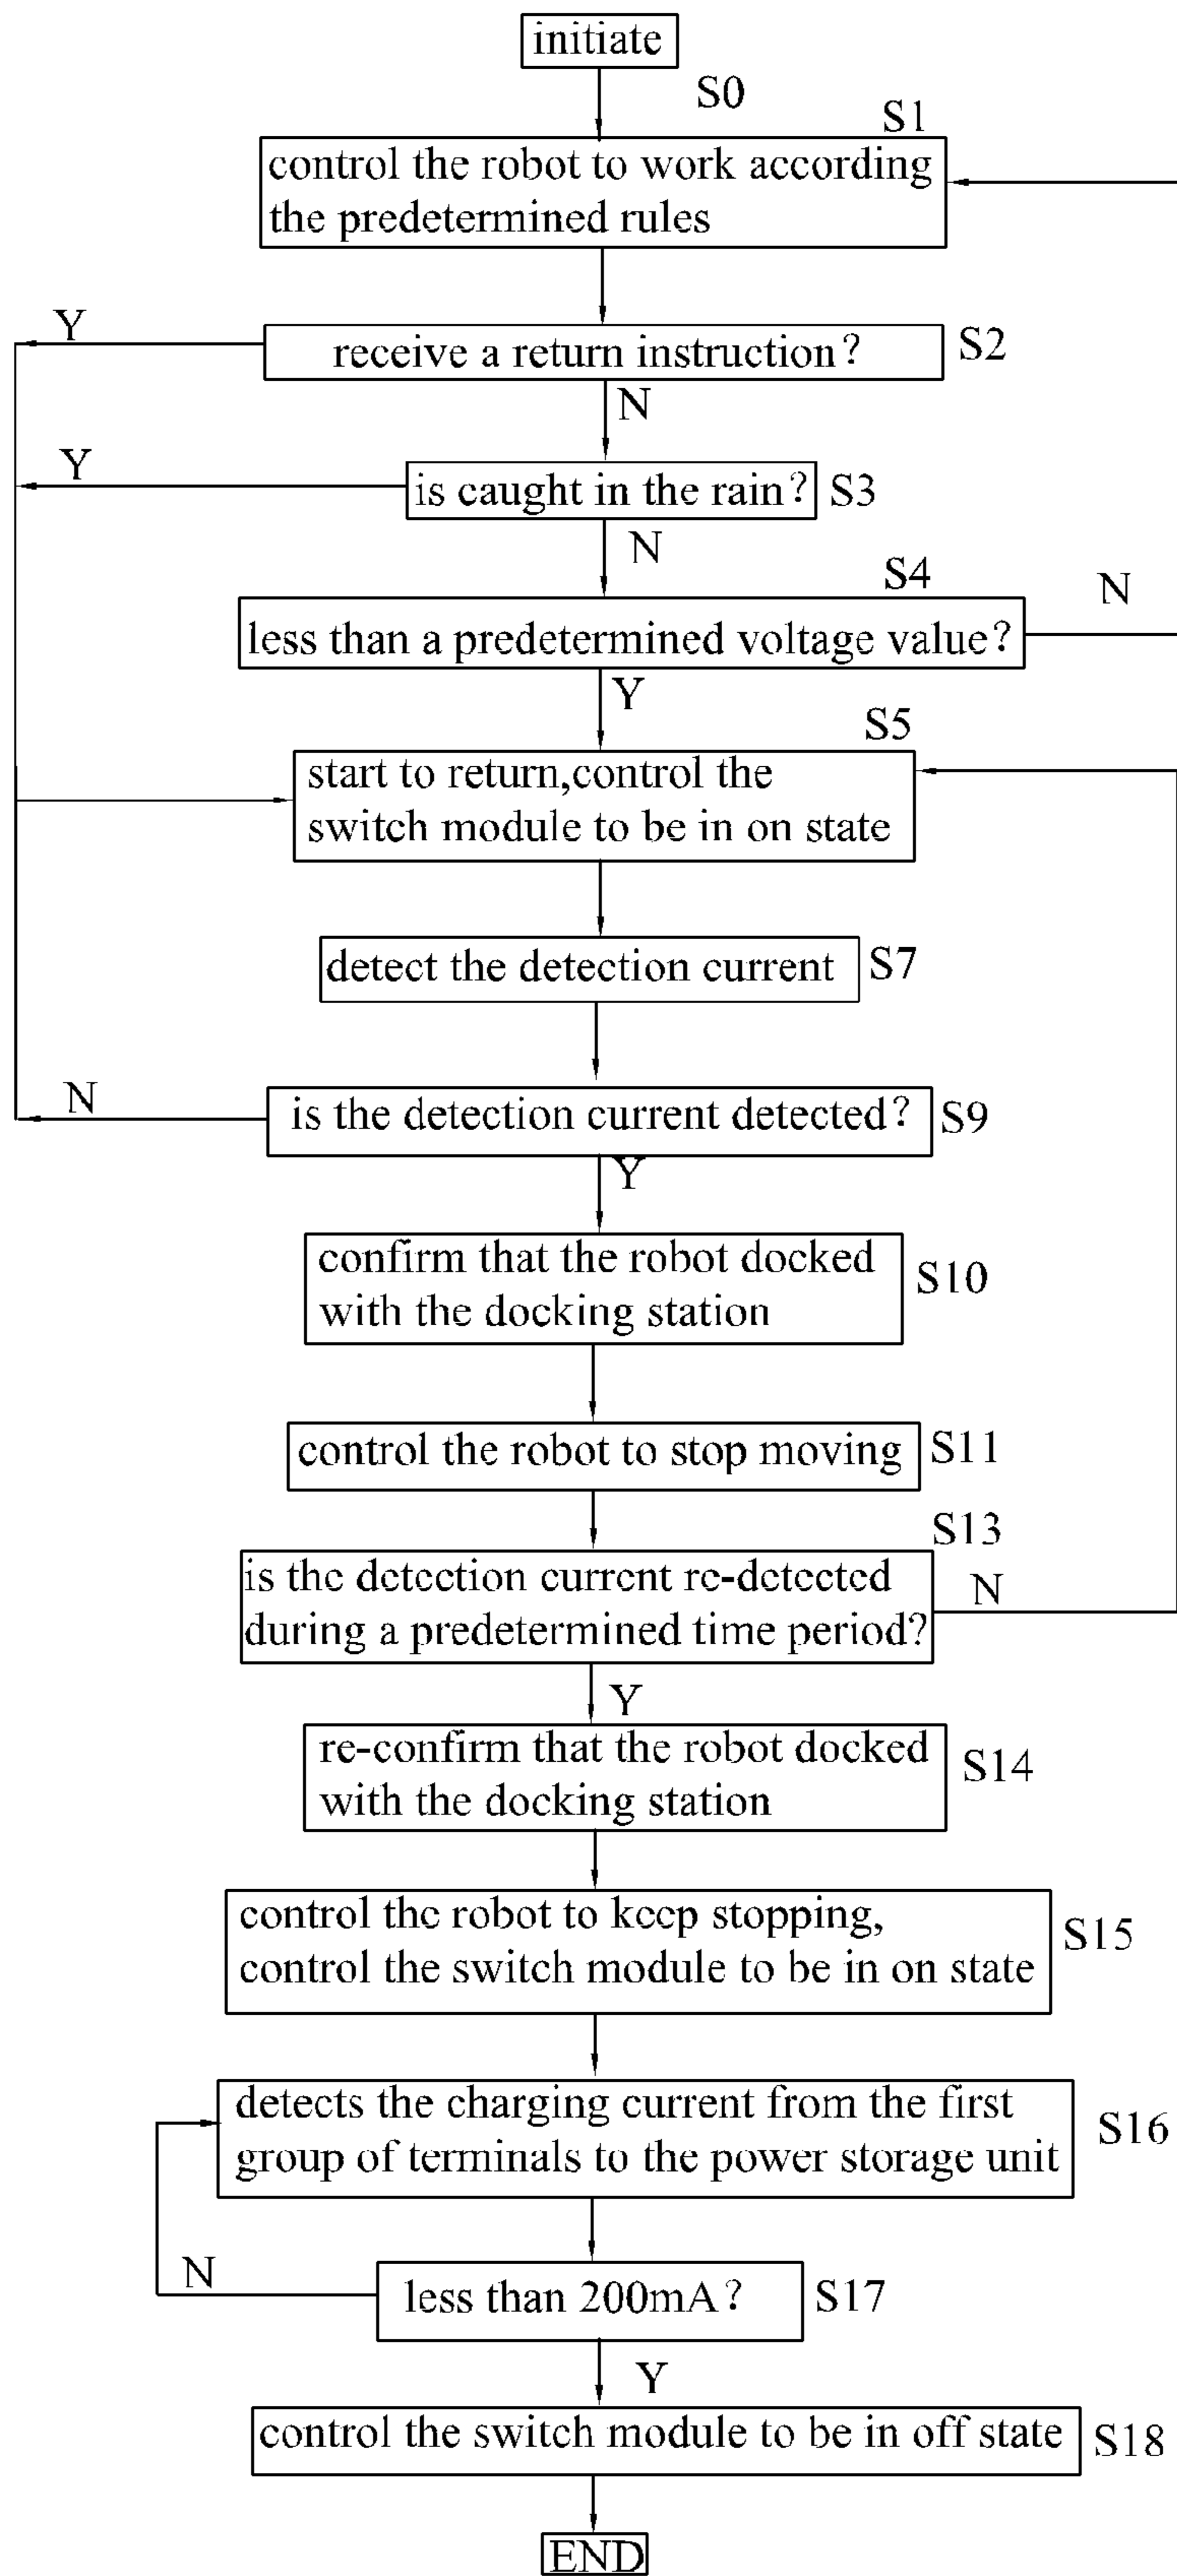 initiate
S0
S1
control the robot to work according
the predetermined rules
Y
receive a return instruction?
S2
N
Y
is caught in the rain?
S3
N
S4
N
less than a predetermined voltage value?
Y
S5
start to return,control the
switch module to be in on state
detect the detection current
S7
N
is the detection current detected?
S9
Y
confirm that the robot docked
with the docking station
S10
control the robot to stop moving
S11
S13
is the detection current re-detected
during a predetermined time period?
N
Y
re-confirm that the robot docked
with the docking station
S14
control the robot to keep stopping,
control the switch module to be in on state
S15
detects the charging current from the first
group of terminals to the power storage unit
S16
N
less than 200mA?
S17
Y
control the switch module to be in off state
S18
END